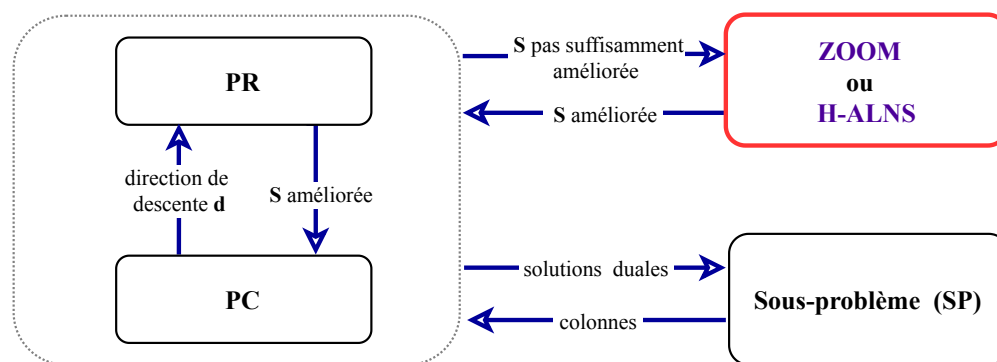 PR
S pas suffisamment
améliorée
ZOOM
ou
H-ALNS
S améliorée
direction de
descente d
S améliorée
PC
solutions duales
colonnes
Sous-problème (SP)